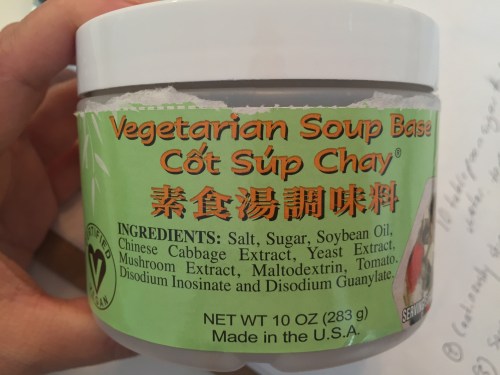 Vegetarian Soup Base
Cốt Súp Chay®
素食湯調味料
INGREDIENTS: Salt, Sugar, Soybean Oil,
Chinese Cabbage Extract, Yeast Extract,
Mushroom Extract, Maltodextrin, Tomato,
Disodium Inosinate and Disodium Guanylate.
NET WT 10 OZ (283 g)
Made in the U.S.A.